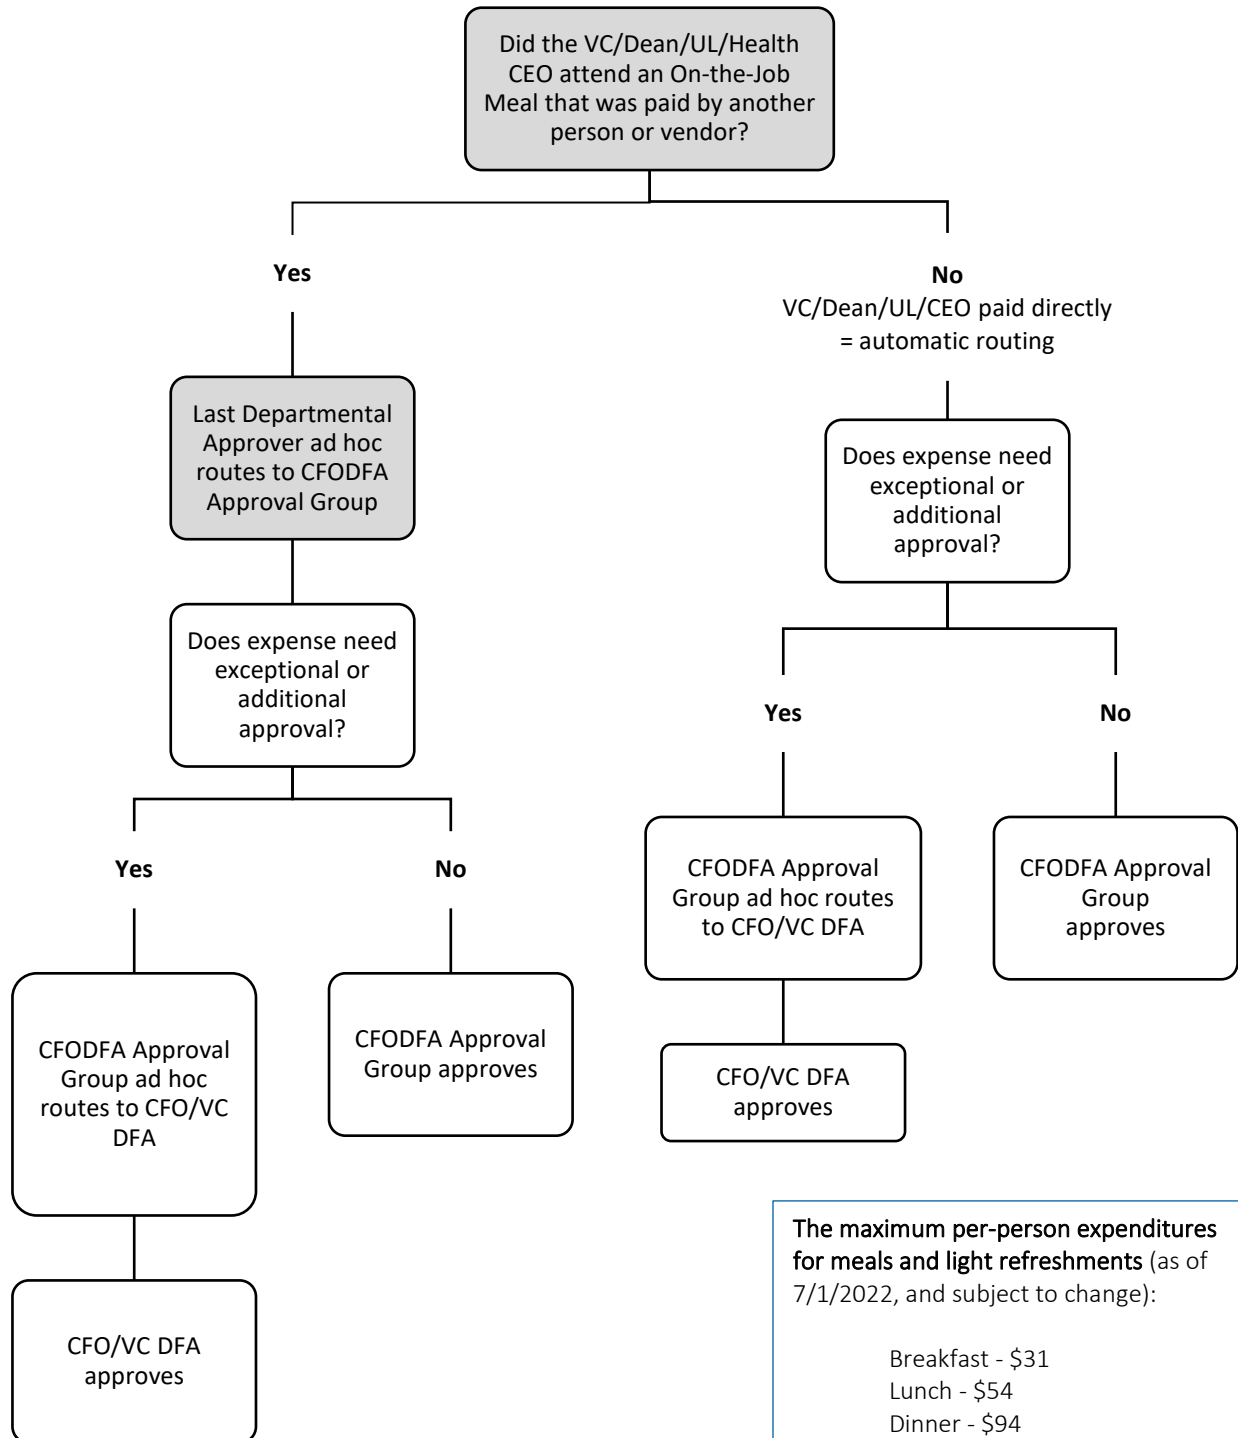 Did the VC/Dean/UL/Health
CEO attend an On-the-Job
Meal that was paid by another
person or vendor?
Yes
No
VC/Dean/UL/CEO paid directly
= automatic routing
Last Departmental
Approver ad hoc
routes to CFODFA
Approval Group
Does expense need
exceptional or
additional
approval?
Does expense need
exceptional or
additional
approval?
Yes
No
Yes
No
CFODFA Approval
Group ad hoc routes
to CFO/VC DFA
CFODFA Approval
Group
approves
CFODFA Approval
Group ad hoc
routes to CFO/VC
DFA
CFODFA Approval
Group approves
CFO/VC DFA
approves
CFO/VC DFA
approves
The maximum per-person expenditures
for meals and light refreshments (as of
7/1/2022, and subject to change):
Breakfast - $31
Lunch - $54
Dinner - $94